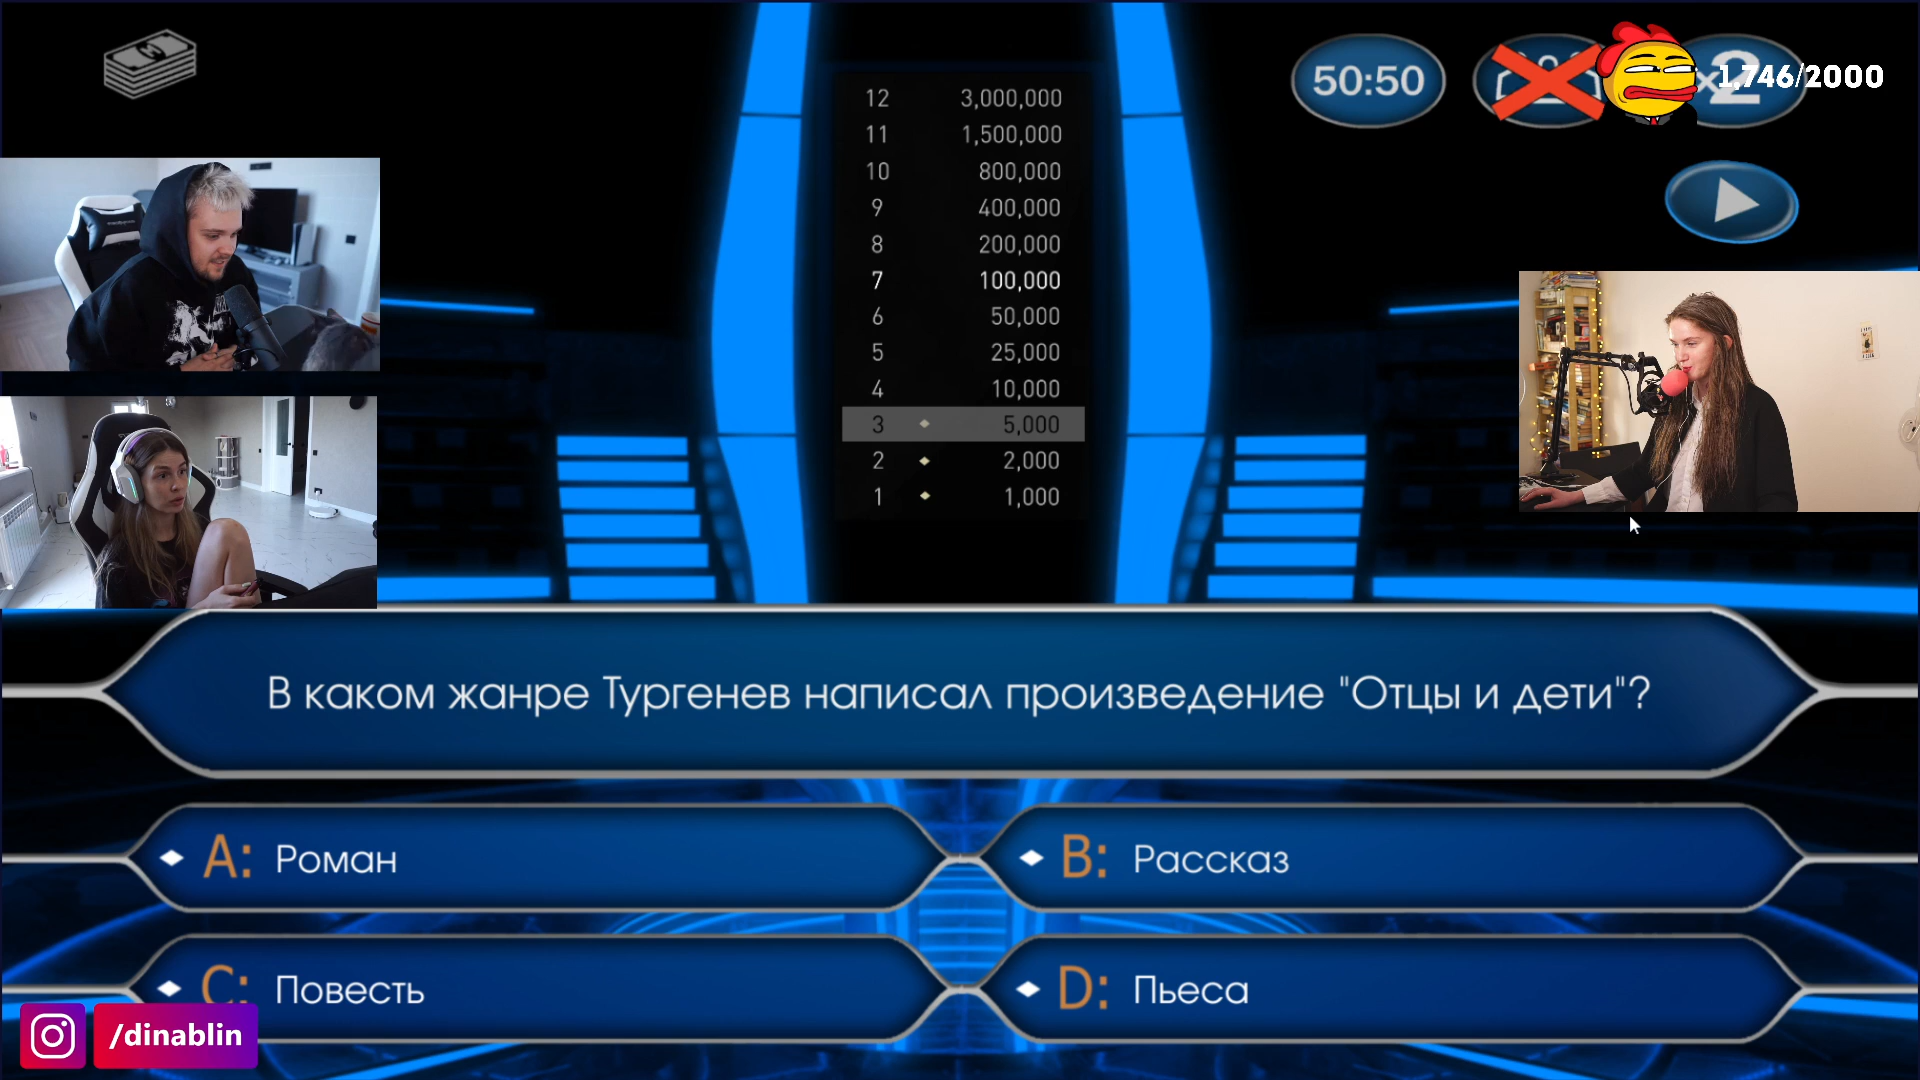 50:50
x2
1,746/2000
12 3,000,000
11 1,500,000
10 800,000
9 400,000
8 200,000
7 100,000
6 50,000
5 25,000
4 10,000
3 5,000
2 2,000
1 1,000
В каком жанре Тургенев написал произведение "Отцы и дети"?
A: Роман
B: Рассказ
C: Повесть
D: Пьеса
/dinablin